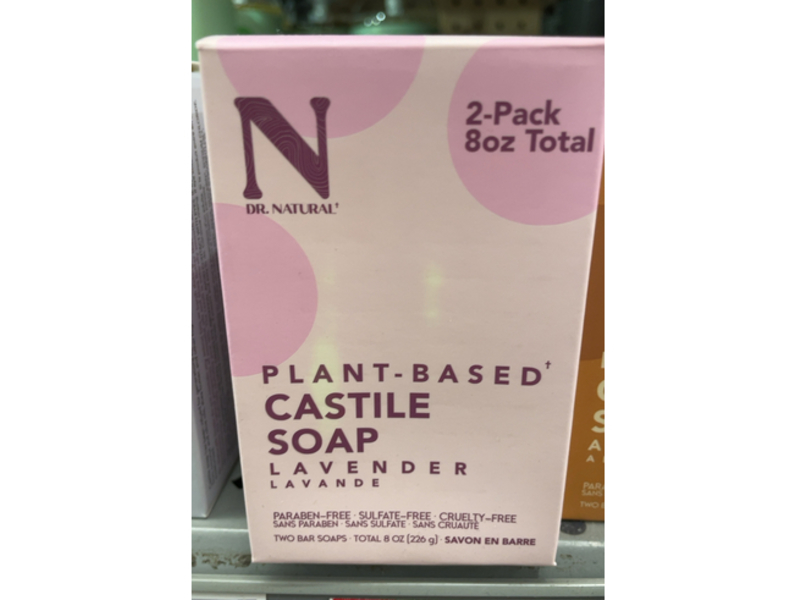 2-Pack
8oz Total
N
DR. NATURAL†
PLANT-BASED†
CASTILE
SOAP
LAVENDER
LAVANDE
PARABEN-FREE · SULFATE-FREE · CRUELTY-FREE
SANS PARABEN · SANS SULFATE · SANS CRUAUTÉ
TWO BAR SOAPS · TOTAL 8 OZ (226 g) · SAVON EN BARRE